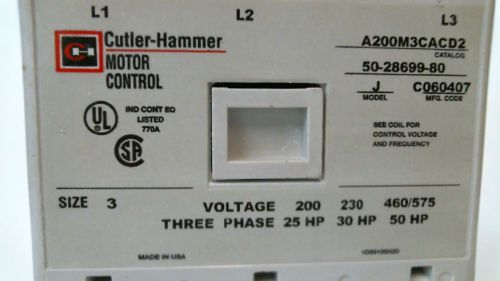 L1 L2 L3
Cutler-Hammer
MOTOR
CONTROL
A200M3CACD2
CATALOG
50-28699-80
J C060407
MODEL MFG. CODE
UL
IND CONT EQ
LISTED
770A
SA
SEE COIL FOR
CONTROL VOLTAGE
AND FREQUENCY
SIZE 3
VOLTAGE 200 230 460/575
THREE PHASE 25 HP 30 HP 50 HP
MADE IN USA